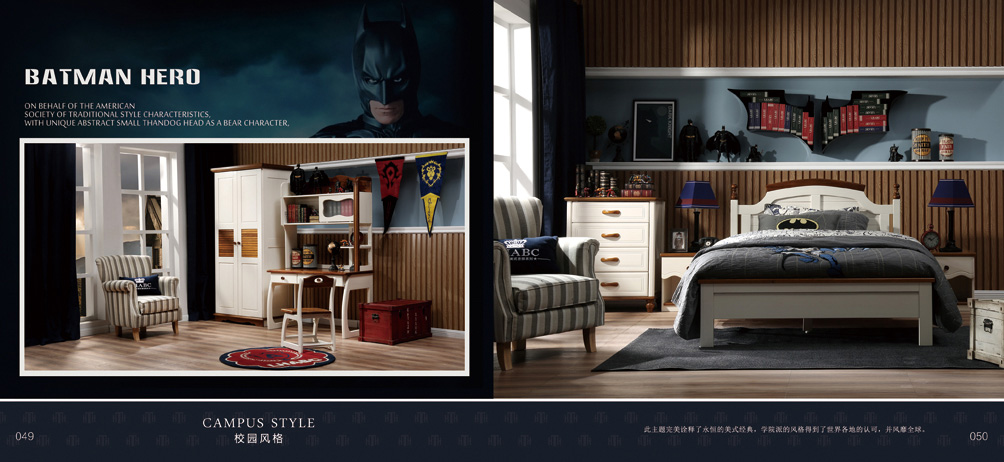 BATMAN HERO
ON BEHALF OF THE AMERICAN
SOCIETY OF TRADITIONAL STYLE CHARACTERISTICS,
WITH UNIQUE ABSTRACT SMALL THANDOG HEAD AS A BEAR CHARACTER,
ABC
049
CAMPUS STYLE
校园风格
此主题完美诠释了永恒的美式经典，学院派的风格得到了世界各地的认可，并风靡全球。
050